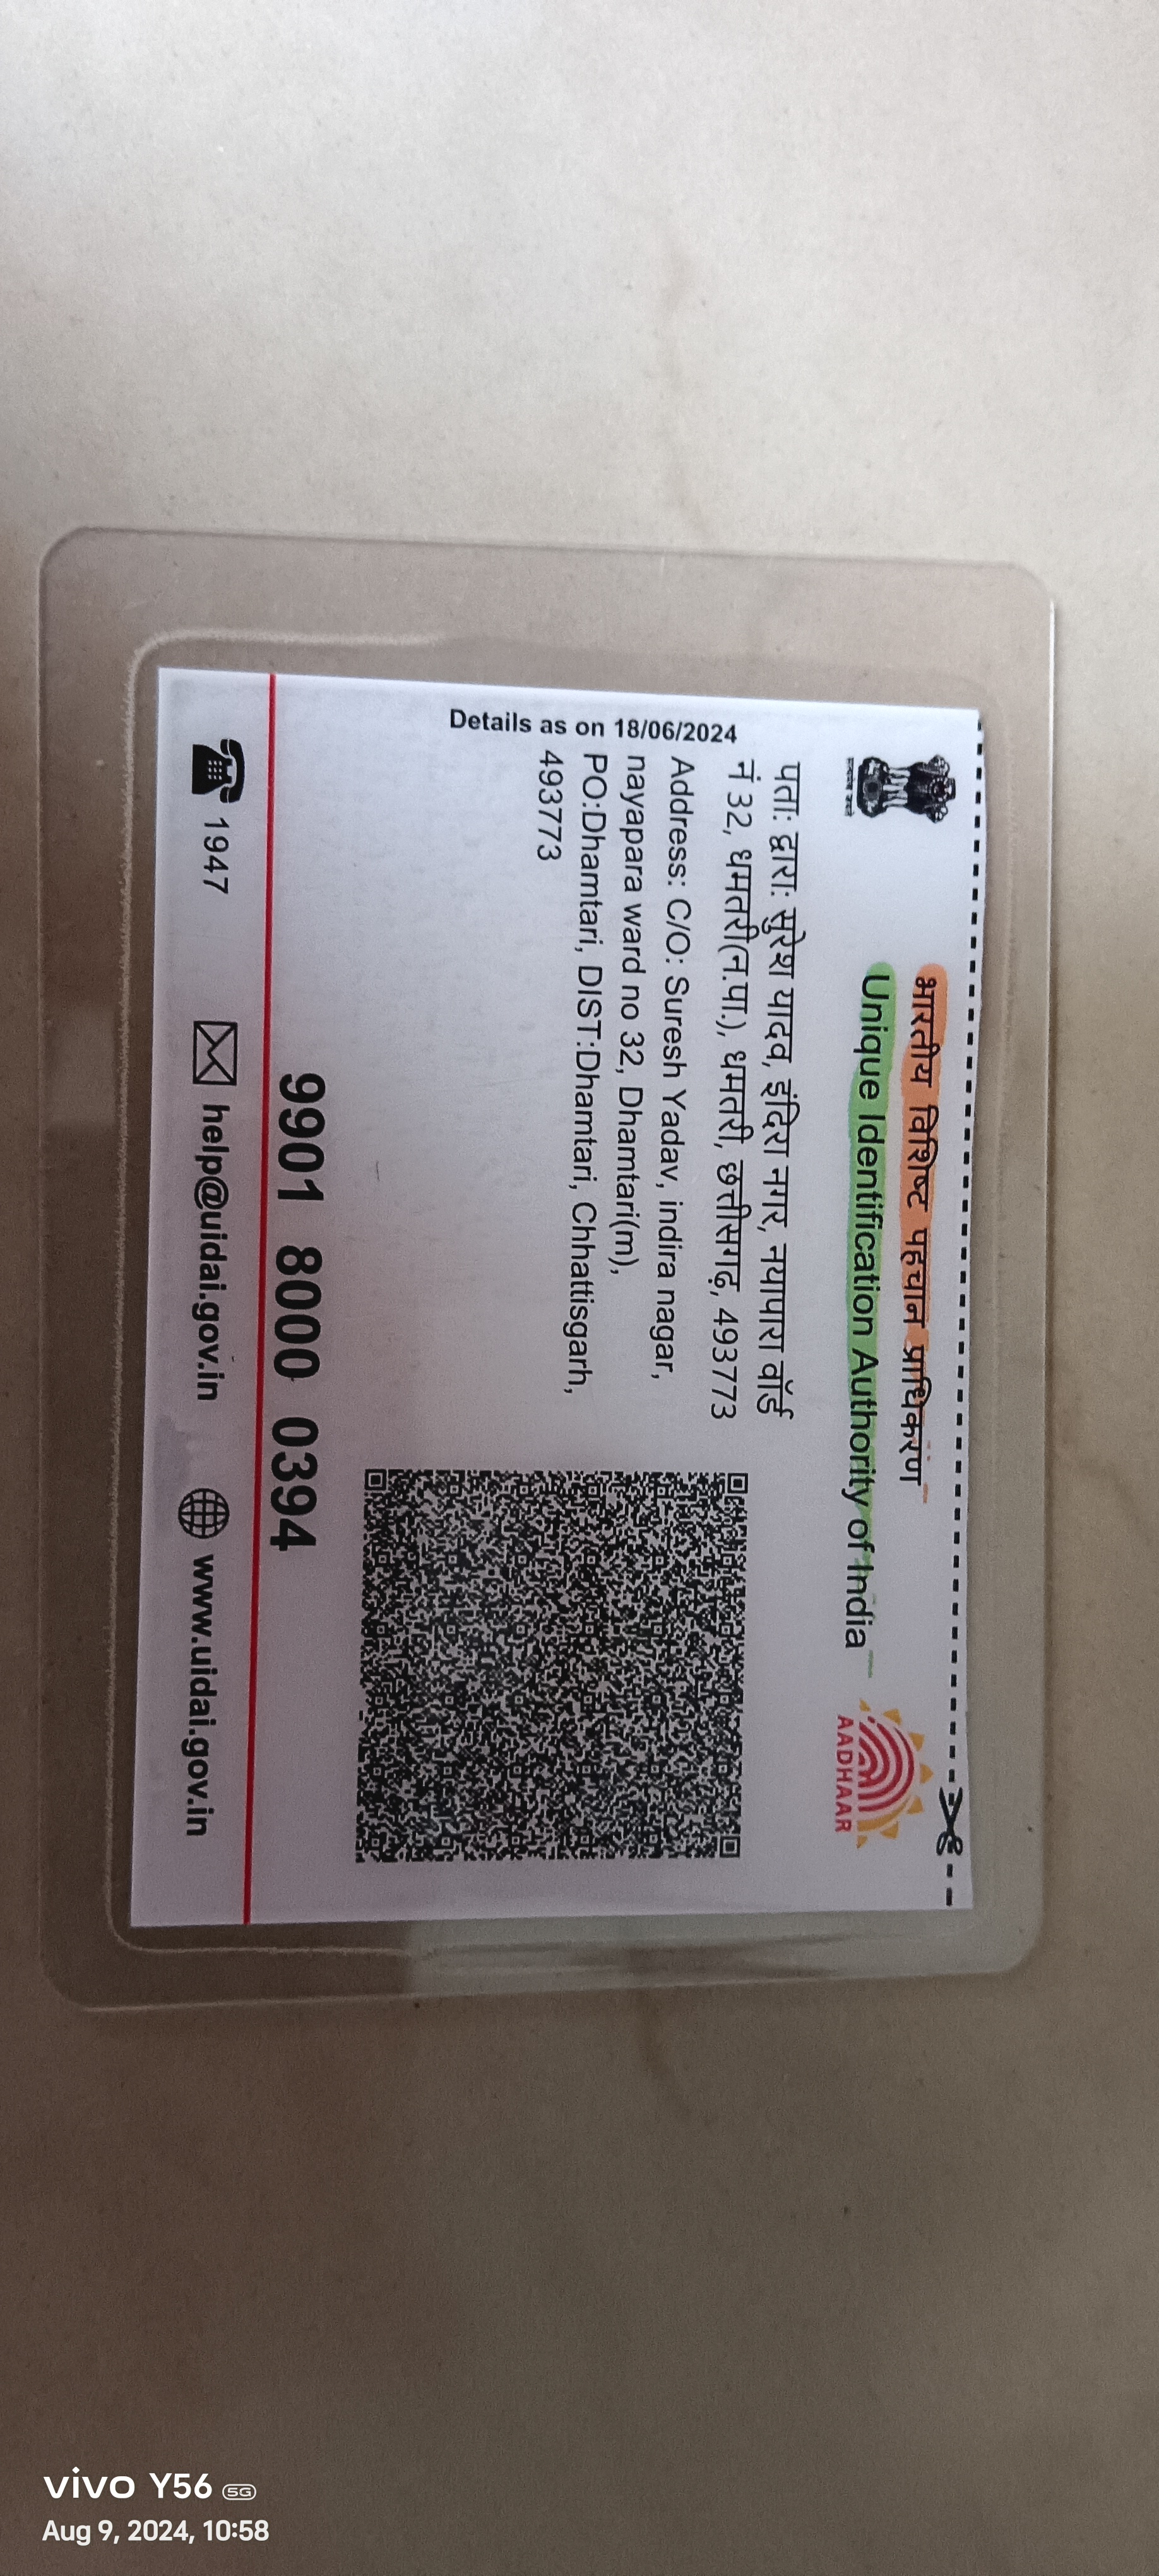 भारतीय विशिष्ट पहचान प्राधिकरण
Unique Identification Authority of India
AADHAAR
Details as on 18/06/2024
पता: द्वारा: सुरेश यादव, इंदिरा नगर, नयापारा वॉर्ड
नं 32, धमतरी(न.पा.), धमतरी, छत्तीसगढ़, 493773
Address: C/O: Suresh Yadav, indira nagar,
nayapara ward no 32, Dhamtari(m),
PO:Dhamtari, DIST:Dhamtari, Chhattisgarh,
493773
9901 8000 0394
1947
help@uidai.gov.in
www.uidai.gov.in
vivo Y56 5G
Aug 9, 2024, 10:58